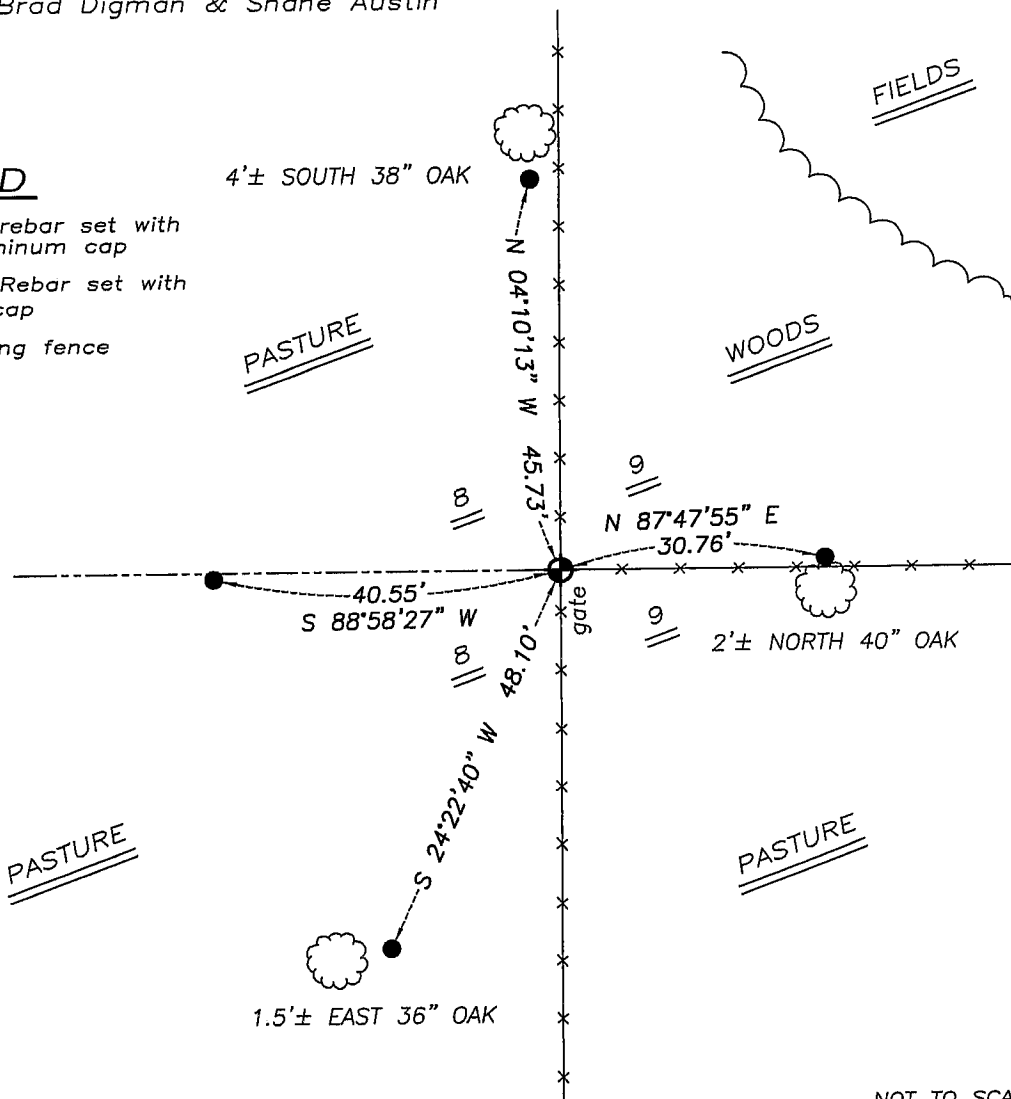 Brad Digman & Shane Austin
FIELDS
4'± SOUTH 38" OAK
D
rebar set with
minum cap
Rebar set with
cap
ng fence
PASTURE
WOODS
N 04°10'13" W 45.73'
8
9
N 87°47'55" E
30.76'
40.55'
S 88°58'27" W
gate
8
9
2'± NORTH 40" OAK
S 24°22'40" W 48.10'
PASTURE
PASTURE
1.5'± EAST 36" OAK
NOT TO SCA